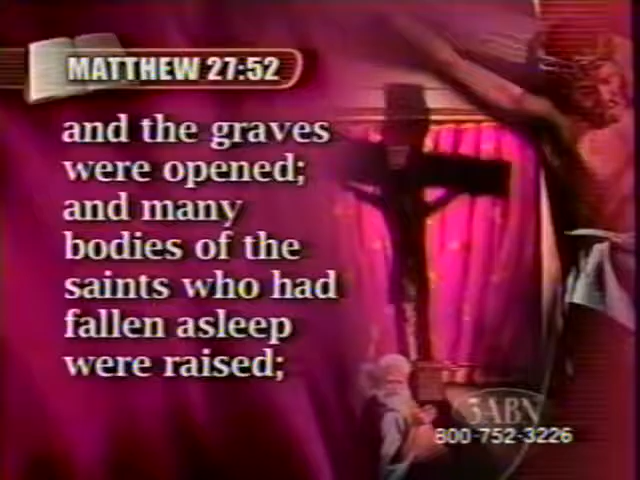 MATTHEW 27:52
and the graves
were opened;
and many
bodies of the
saints who had
fallen asleep
were raised;
3ABN
800-752-3226